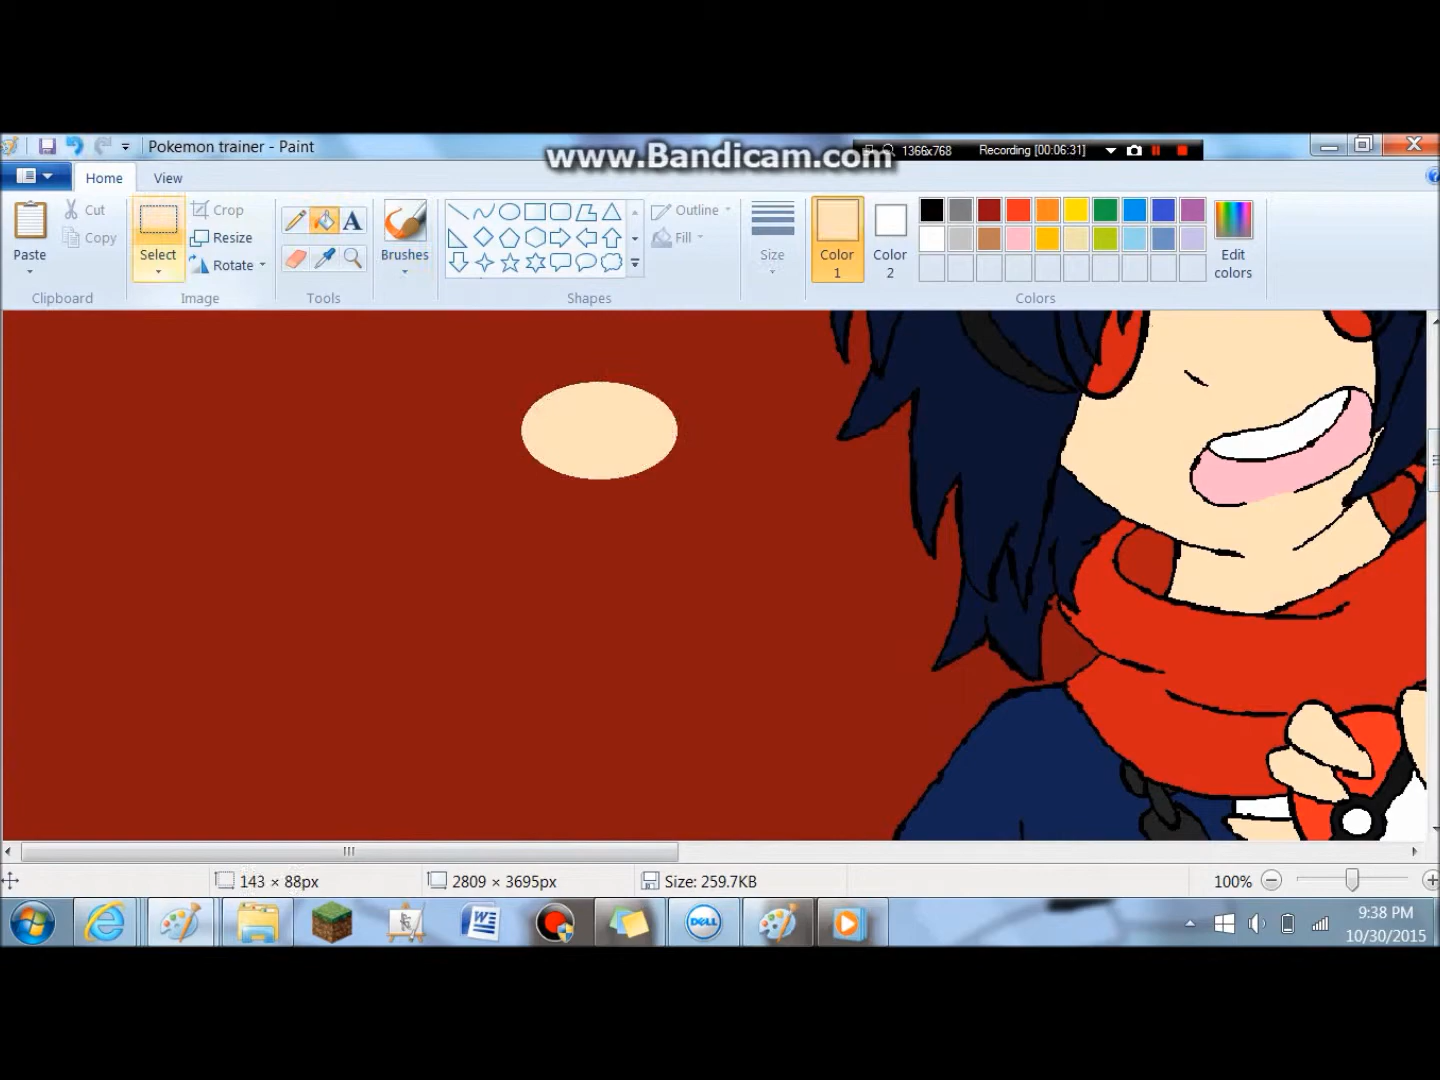 Pokemon trainer - Paint
www.Bandicam.com
1366x768 Recording [00:06:31]
Home View
Paste
Cut
Copy
Clipboard
Select
Crop
Resize
Rotate
Image
A
Tools
Brushes
Outline
Fill
Shapes
Size
Color
1
Color
2
Edit
colors
Colors
143 × 88px
2809 × 3695px
Size: 259.7KB
100%
W
DELL
9:38 PM
10/30/2015